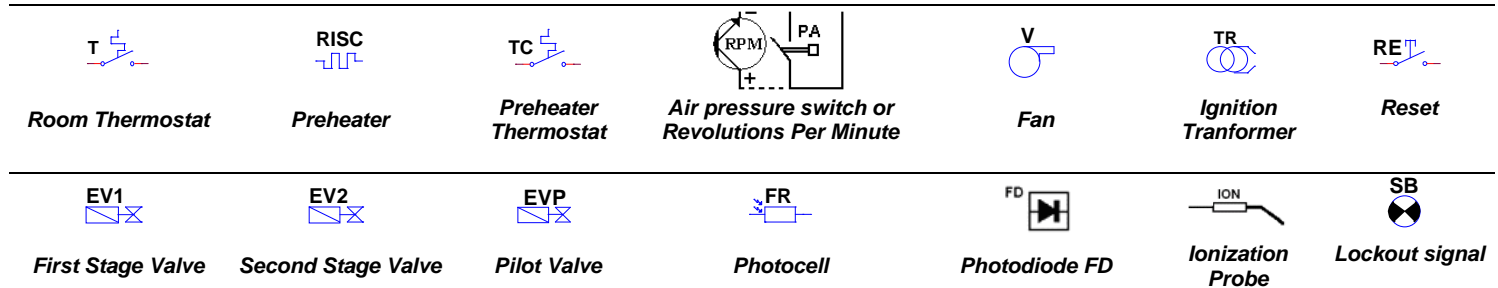 T RISC TC RPM PA V TR RE
− +
Room Thermostat Preheater Preheater Thermostat Air pressure switch or Revolutions Per Minute Fan Ignition Tranformer Reset
EV1 EV2 EVP FR FD ION SB
First Stage Valve Second Stage Valve Pilot Valve Photocell Photodiode FD Ionization Probe Lockout signal